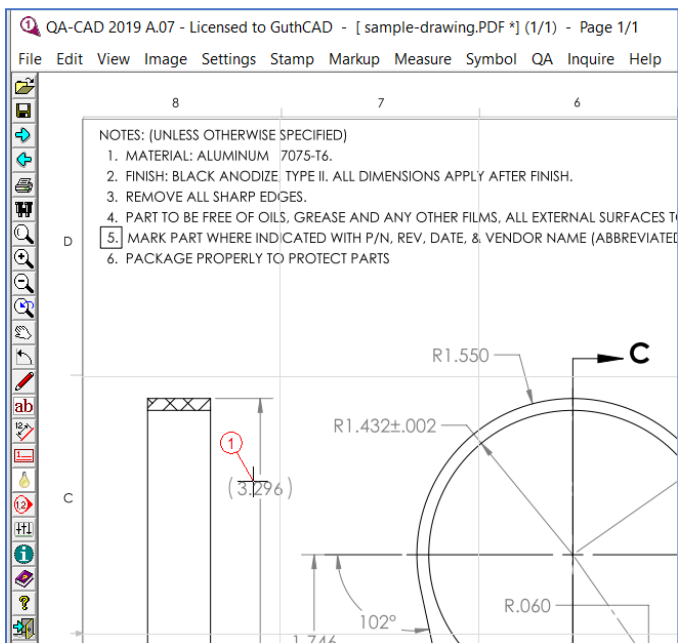 QA-CAD 2019 A.07 - Licensed to GuthCAD - [ sample-drawing.PDF *] (1/1) - Page 1/1
File Edit View Image Settings Stamp Markup Measure Symbol QA Inquire Help
8 7 6
NOTES: (UNLESS OTHERWISE SPECIFIED)
1. MATERIAL: ALUMINUM 7075-T6.
2. FINISH: BLACK ANODIZE, TYPE II. ALL DIMENSIONS APPLY AFTER FINISH.
3. REMOVE ALL SHARP EDGES.
4. PART TO BE FREE OF OILS, GREASE AND ANY OTHER FILMS, ALL EXTERNAL SURFACES
D
5. MARK PART WHERE INDICATED WITH P/N, REV, DATE, & VENDOR NAME (ABBREVIATED
6. PACKAGE PROPERLY TO PROTECT PARTS
R1.550
C
ab
R1.432±.002
1
(3.296)
C
1,2
R.060
102°
1.746